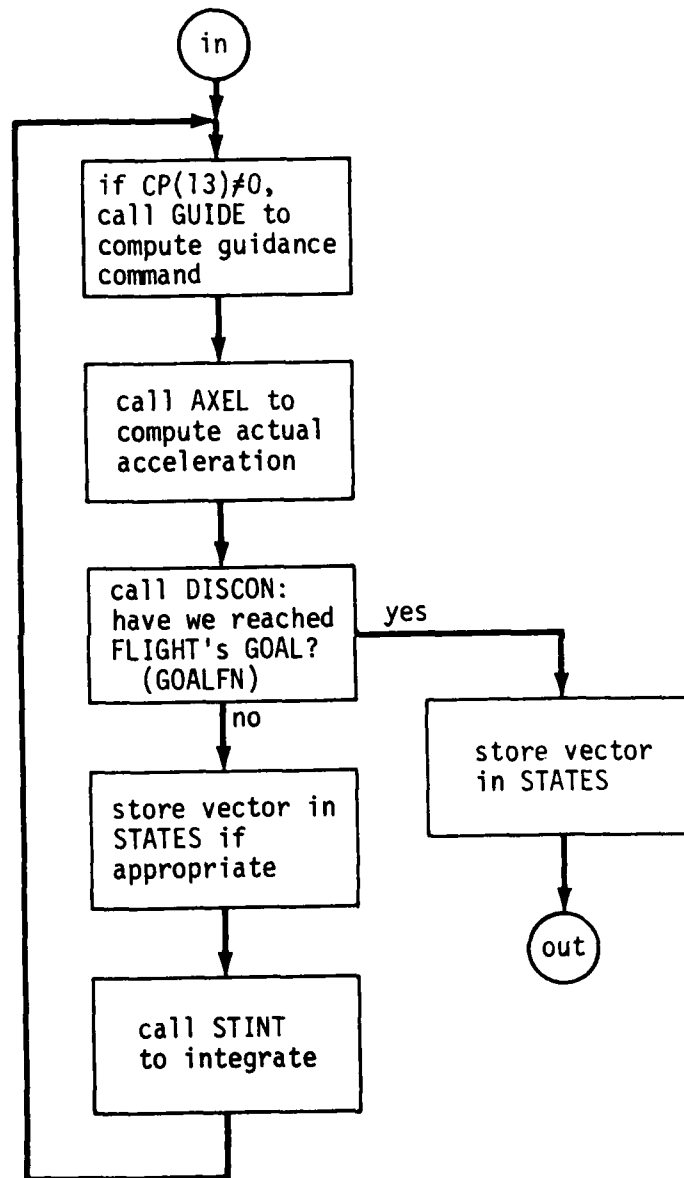 in
if CP(13)≠0,
call GUIDE to
compute guidance
command
call AXEL to
compute actual
acceleration
call DISCON:
have we reached
FLIGHT's GOAL?
(GOALFN)
yes
no
store vector
in STATES
store vector in
STATES if
appropriate
out
call STINT
to integrate